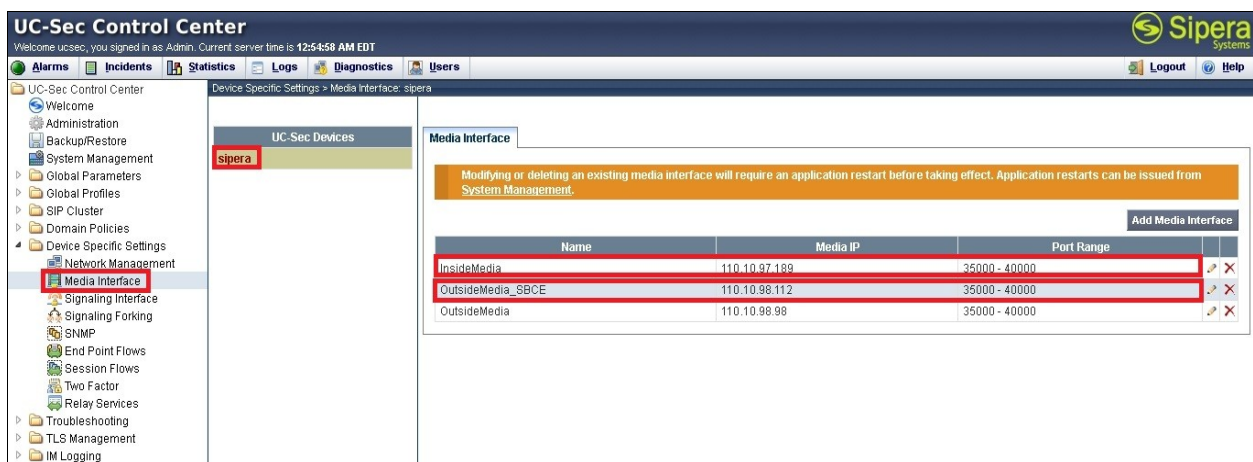 UC-Sec Control Center
Welcome ucsec, you signed in as Admin. Current server time is 12:54:58 AM EDT
Sipera
Systems
Alarms Incidents Statistics Logs Diagnostics Users Logout Help
UC-Sec Control Center
Welcome
Administration
Backup/Restore
System Management
Global Parameters
Global Profiles
SIP Cluster
Domain Policies
Device Specific Settings
Network Management
Media Interface
Signaling Interface
Signaling Forking
SNMP
End Point Flows
Session Flows
Two Factor
Relay Services
Troubleshooting
TLS Management
IM Logging
Device Specific Settings > Media Interface: sipera
UC-Sec Devices
sipera
Media Interface
Modifying or deleting an existing media interface will require an application restart before taking effect. Application restarts can be issued from
System Management.
Add Media Interface
Name Media IP Port Range
InsideMedia 110.10.97.189 35000 - 40000
OutsideMedia_SBCE 110.10.98.112 35000 - 40000
OutsideMedia 110.10.98.98 35000 - 40000